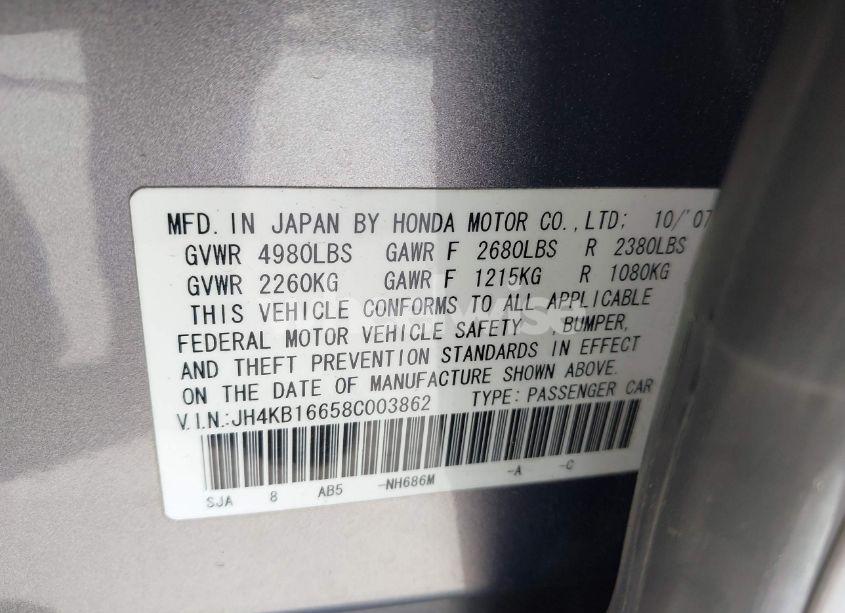 MFD. IN JAPAN BY HONDA MOTOR CO.,LTD; 10/'07
GVWR 4980LBS GAWR F 2680LBS R 2380LBS
GVWR 2260KG GAWR F 1215KG R 1080KG
THIS VEHICLE CONFORMS TO ALL APPLICABLE
FEDERAL MOTOR VEHICLE SAFETY ,BUMPER,
AND THEFT PREVENTION STANDARDS IN EFFECT
ON THE DATE OF MANUFACTURE SHOWN ABOVE.
V.I.N.:JH4KB16658C003862 TYPE: PASSENGER CAR
SJA 8 AB5 -NH686M -A -C